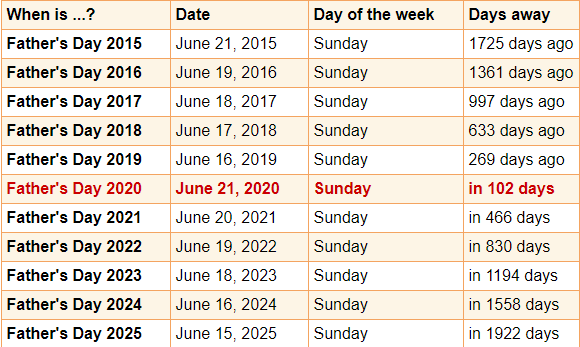 When is ...? Date Day of the week Days away
Father's Day 2015 June 21, 2015 Sunday 1725 days ago
Father's Day 2016 June 19, 2016 Sunday 1361 days ago
Father's Day 2017 June 18, 2017 Sunday 997 days ago
Father's Day 2018 June 17, 2018 Sunday 633 days ago
Father's Day 2019 June 16, 2019 Sunday 269 days ago
Father's Day 2020 June 21, 2020 Sunday in 102 days
Father's Day 2021 June 20, 2021 Sunday in 466 days
Father's Day 2022 June 19, 2022 Sunday in 830 days
Father's Day 2023 June 18, 2023 Sunday in 1194 days
Father's Day 2024 June 16, 2024 Sunday in 1558 days
Father's Day 2025 June 15, 2025 Sunday in 1922 days